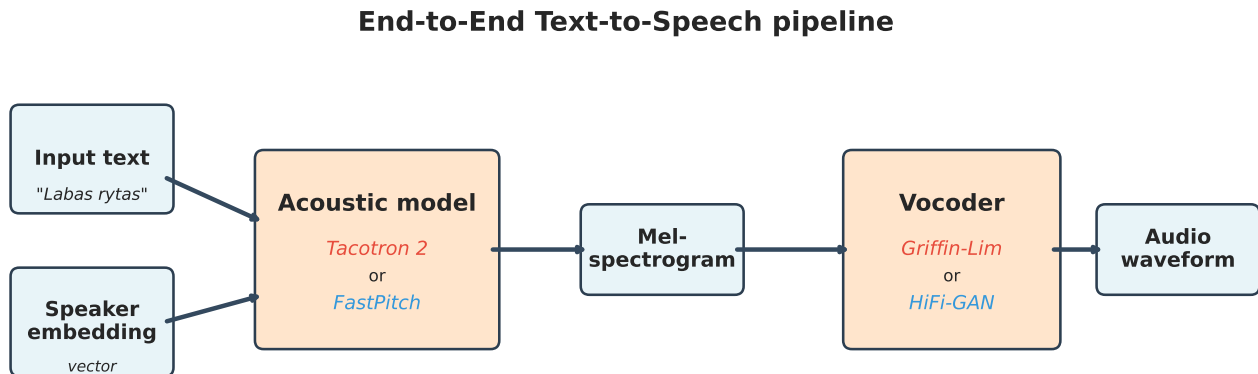 End-to-End Text-to-Speech pipeline
Input text
"Labas rytas"
Speaker
embedding
vector
Acoustic model
Tacotron 2
or
FastPitch
Mel-
spectrogram
Vocoder
Griffin-Lim
or
HiFi-GAN
Audio
waveform